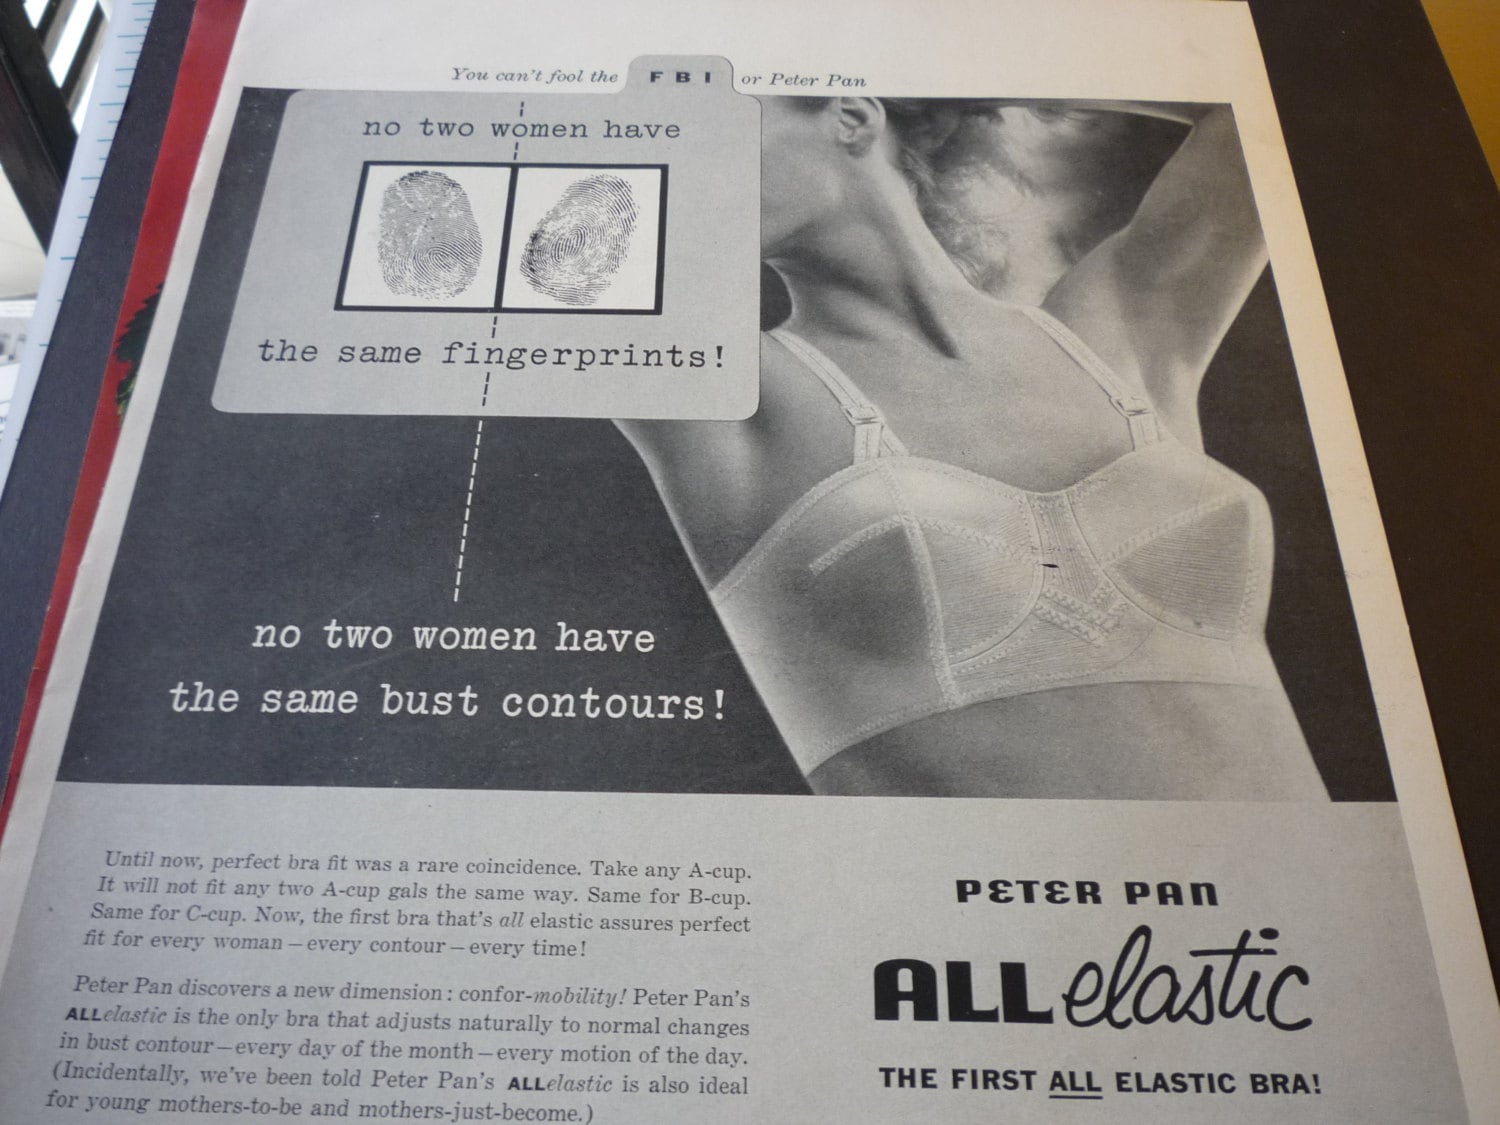 You can't fool the FBI or Peter Pan
no two women have
the same fingerprints!
no two women have
the same bust contours!
Until now, perfect bra fit was a rare coincidence. Take any A-cup.
It will not fit any two A-cup gals the same way. Same for B-cup.
Same for C-cup. Now, the first bra that's all elastic assures perfect
fit for every woman — every contour — every time!
Peter Pan discovers a new dimension: confor-mobility! Peter Pan's
ALLelastic is the only bra that adjusts naturally to normal changes
in bust contour — every day of the month — every motion of the day.
(Incidentally, we've been told Peter Pan's ALLelastic is also ideal
for young mothers-to-be and mothers-just-become.)
PETER PAN
ALL elastic
THE FIRST ALL ELASTIC BRA!